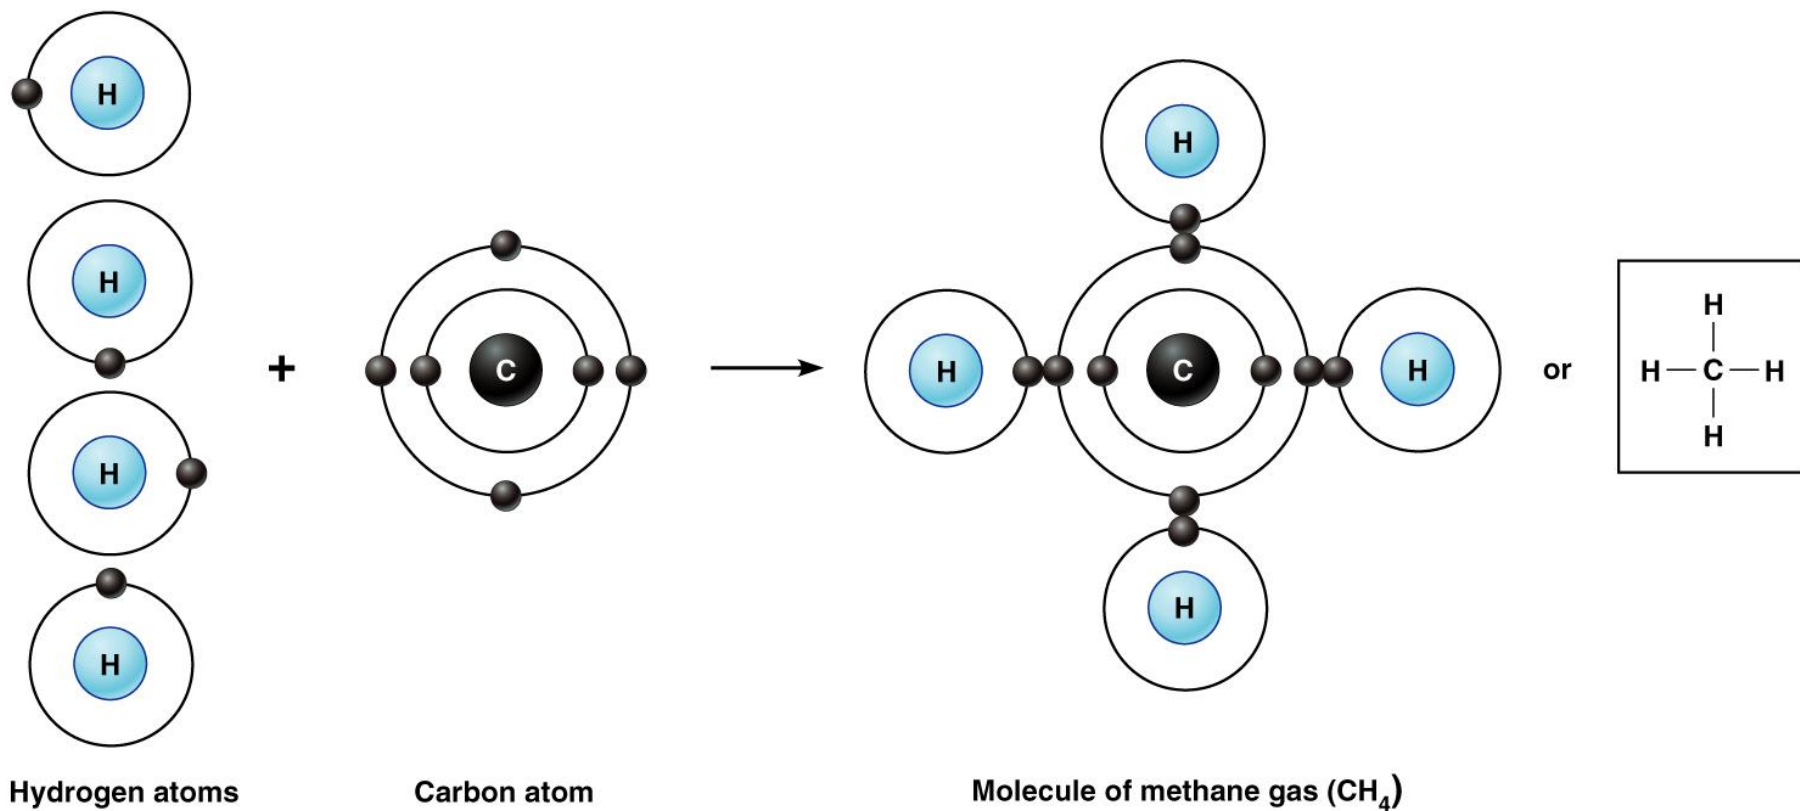 H
H
H
H
+
C
H
H
C
H
H
or
H
H—C—H
H
Hydrogen atoms
Carbon atom
Molecule of methane gas (CH₄)